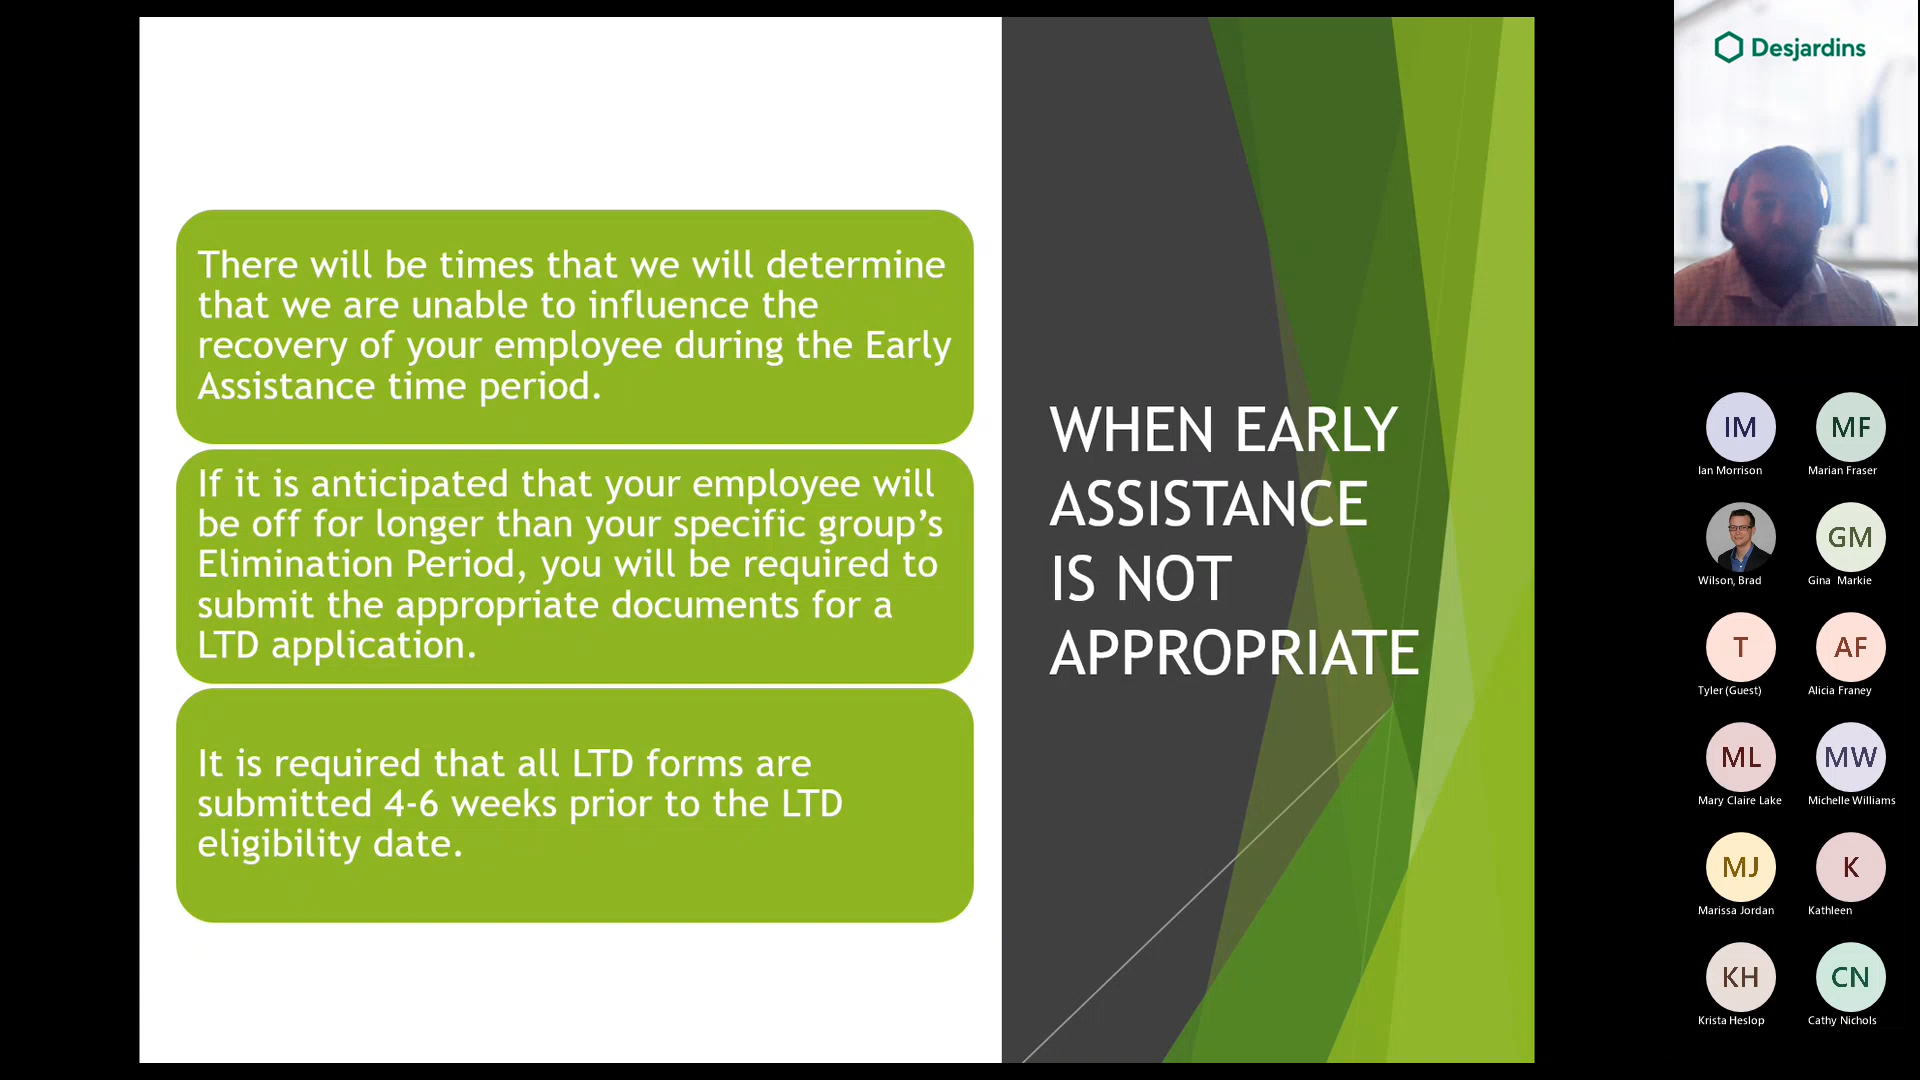 There will be times that we will determine
that we are unable to influence the
recovery of your employee during the Early
Assistance time period.
If it is anticipated that your employee will
be off for longer than your specific group’s
Elimination Period, you will be required to
submit the appropriate documents for a
LTD application.
It is required that all LTD forms are
submitted 4-6 weeks prior to the LTD
eligibility date.
WHEN EARLY
ASSISTANCE
IS NOT
APPROPRIATE
Desjardins
IM
Ian Morrison
MF
Marian Fraser
Wilson, Brad
GM
Gina Markie
T
Tyler (Guest)
AF
Alicia Franey
ML
Mary Claire Lake
MW
Michelle Williams
MJ
Marissa Jordan
K
Kathleen
KH
Krista Heslop
CN
Cathy Nichols